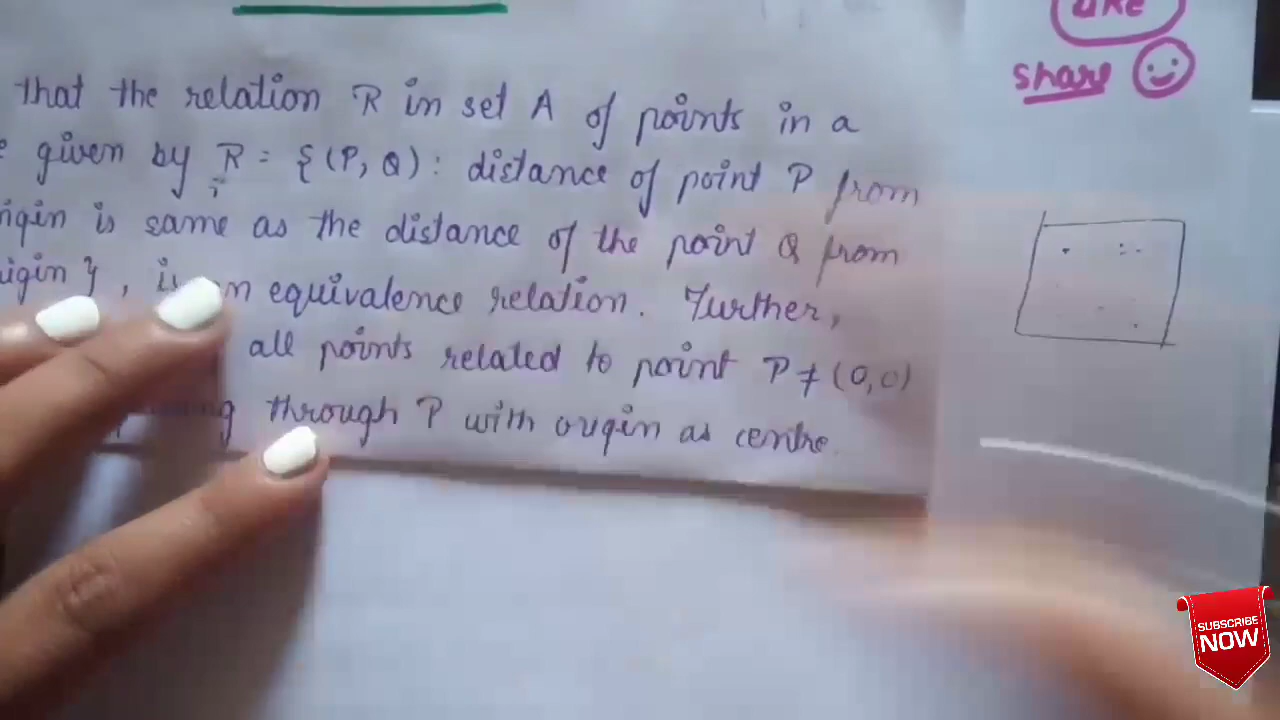 like
share
that the relation R in set A of points in a
given by R = {(P, Q) : distance of point P from
is same as the distance of the point Q from
}, is an equivalence relation. Further,
all points related to point P ≠ (0,0)
through P with origin as centre.
SUBSCRIBE
NOW